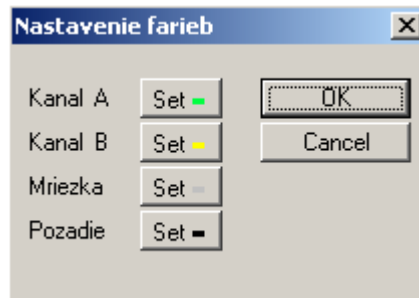 Nastavenie farieb
Kanal A Set OK
Kanal B Set Cancel
Mriezka Set
Pozadie Set